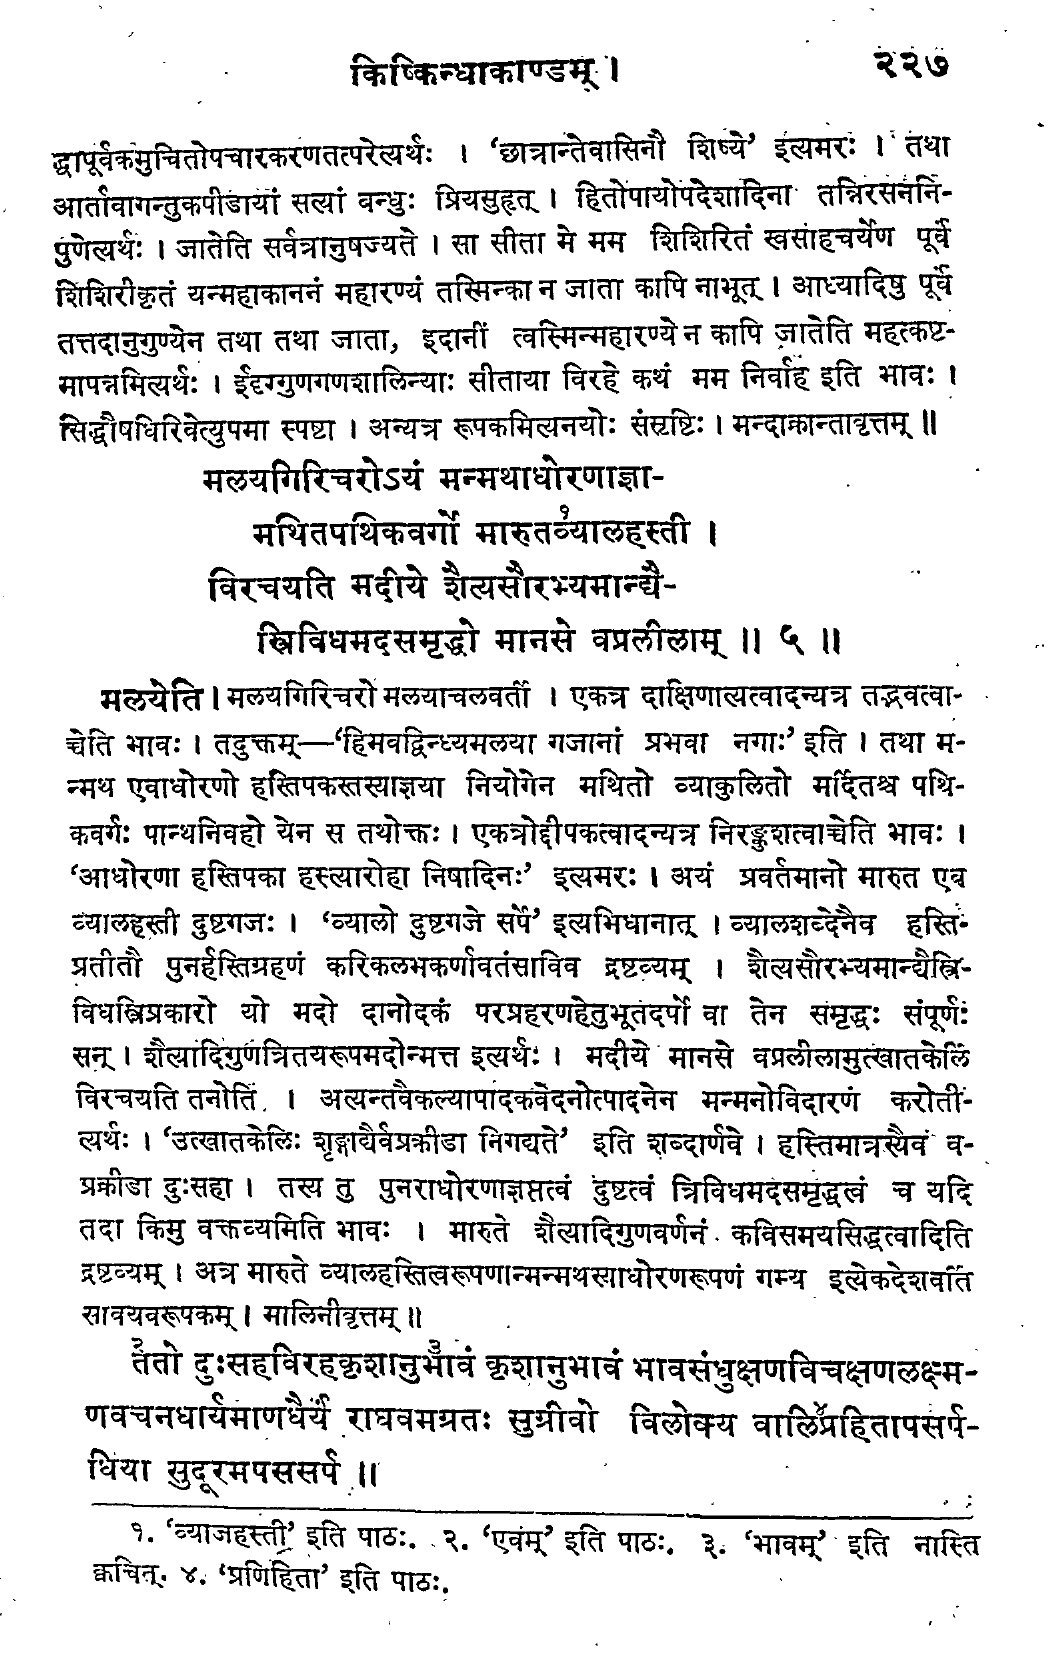 किष्किन्धाकाण्डम् । २२७
द्धापूर्वकमुचितोपचारकरणतत्परेत्यर्थः । ‘छात्रान्तेवासिनौ शिष्ये’ इत्यमरः । तथा
आर्तावागन्तुकपीडायां सत्यां बन्धुः प्रियसुहृत् । हितोपायोपदेशादिना तन्निरसननि-
पुणेत्यर्थः । जातेति सर्वत्रानुषज्यते । सा सीता मे मम शिशिरितं स्वसाहचर्येण पूर्वं
शिशिरीकृतं यन्महाकाननं महारण्यं तस्मिन्का न जाता कापि नाभूत् । आध्यादिषु पूर्वं
तत्तदानुगुण्येन तथा तथा जाता, इदानीं त्वस्मिन्महारण्ये न कापि जातेति महत्कष्ट-
मापन्नमित्यर्थः । ईदृग्गुणगणशालिन्याः सीताया विरहे कथं मम निर्वाह इति भावः ।
सिद्धौषधिरिवेत्युपमा स्पष्टा । अन्यत्र रूपकमित्यनयोः संसृष्टिः । मन्दाक्रान्तावृत्तम् ॥
मलयगिरिचरोऽयं मन्मथाधोरणाज्ञा-
मथितपथिकवर्गो मारुतव्यालहस्ती१ ।
विरचयति मदीये शैत्यसौरभ्यमान्द्यै-
स्त्रिविधमदसमृद्धो मानसे वप्रलीलाम् ॥ ५ ॥
मलयेति । मलयगिरिचरो मलयाचलवर्ती । एकत्र दाक्षिणात्यत्वादन्यत्र तद्भवत्वा-
च्चेति भावः । तदुक्तम्—‘हिमवद्विन्ध्यमलया गजानां प्रभवा नगाः’ इति । तथा म-
न्मथ एवाधोरणो हस्तिपकस्तस्याज्ञया नियोगेन मथितो व्याकुलितो मर्दितश्च पथि-
कवर्गः पान्थनिवहो येन स तथोक्तः । एकत्रोद्दीपकत्वादन्यत्र निरङ्कुशत्वाच्चेति भावः ।
‘आधोरणा हस्तिपका हस्त्यारोहा निषादिनः’ इत्यमरः । अयं प्रवर्तमानो मारुत एव
व्यालहस्ती दुष्टगजः । ‘व्यालो दुष्टगजे सर्पे’ इत्यभिधानात् । व्यालशब्देनैव हस्ति-
प्रतीतौ पुनर्हस्तिग्रहणं करिकलभकर्णावतंसाविव द्रष्टव्यम् । शैत्यसौरभ्यमान्द्यैस्त्रि-
विधस्त्रिप्रकारो यो मदो दानोदकं परप्रहरणहेतुभूतदर्पो वा तेन समृद्धः संपूर्णः
सन् । शैत्यादिगुणत्रितयरूपमदोन्मत्त इत्यर्थः । मदीये मानसे वप्रलीलामुत्खातकेलिं
विरचयति तनोति । अत्यन्तवैकल्यापादकवेदनोत्पादनेन मन्मनोविदारणं करोती-
त्यर्थः । ‘उत्खातकेलिः शृङ्गाद्यैर्वप्रक्रीडा निगद्यते’ इति शब्दार्णवे । हस्तिमात्रस्यैवं व-
प्रक्रीडा दुःसहा । तस्य तु पुनराधोरणाज्ञप्तत्वं दुष्टत्वं त्रिविधमदसमृद्धत्वं च यदि
तदा किमु वक्तव्यमिति भावः । मारुते शैत्यादिगुणवर्णनं कविसमयसिद्धत्वादिति
द्रष्टव्यम् । अत्र मारुते व्यालहस्तित्वरूपणान्मन्मथस्याधोरणरूपणं गम्य इत्येकदेशवर्ति
सावयवरूपकम् । मालिनीवृत्तम् ॥
ततो२ दुःसहविरहकृशानुभावं३ कृशानुभावं भावसंधुक्षणविचक्षणलक्ष्म-
णवचनधार्यमाणधैर्यं राघवमग्रतः सुग्रीवो विलोक्य वालिप्रहितापसर्प४-
धिया सुदूरमपससर्प ॥
१. ‘व्याजहस्ती’ इति पाठः. २. ‘एवम्’ इति पाठः. ३. ‘भावम्’ इति नास्ति
क्वचित्. ४. ‘प्रणिहिता’ इति पाठः.